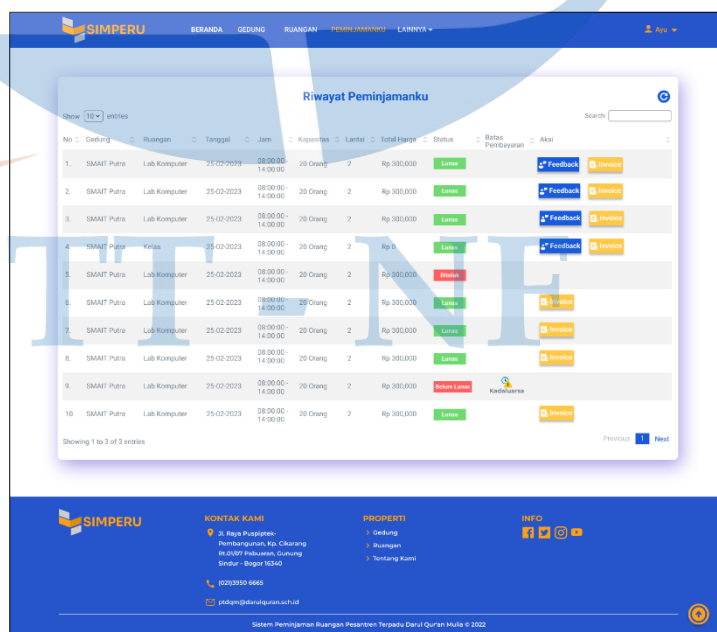 SIMPERU BERANDA GEDUNG RUANGAN PEMINJAMANKU LAINNYA Ayu
Riwayat Peminjamanku
Show 10 entries Search:
No Gedung Ruangan Tanggal Jam Kapasitas Lantai Total Harga Status Batas Pembayaran Aksi
1. SMAIT Putra Lab Komputer 25-02-2023 08:00:00 - 14:00:00 20 Orang 2 Rp 300,000 Lunas Feedback Invoice
2. SMAIT Putra Lab Komputer 25-02-2023 08:00:00 - 14:00:00 20 Orang 2 Rp 300,000 Lunas Feedback Invoice
3. SMAIT Putra Lab Komputer 25-02-2023 08:00:00 - 14:00:00 20 Orang 2 Rp 300,000 Lunas Feedback Invoice
4. SMAIT Putra Kelas 25-02-2023 08:00:00 - 14:00:00 20 Orang 2 Rp 0 Lunas Feedback Invoice
5. SMAIT Putra Lab Komputer 25-02-2023 08:00:00 - 14:00:00 20 Orang 2 Rp 300,000 Ditolak
6. SMAIT Putra Lab Komputer 25-02-2023 08:00:00 - 14:00:00 20 Orang 2 Rp 300,000 Lunas Invoice
7. SMAIT Putra Lab Komputer 25-02-2023 08:00:00 - 14:00:00 20 Orang 2 Rp 300,000 Lunas Invoice
8. SMAIT Putra Lab Komputer 25-02-2023 08:00:00 - 14:00:00 20 Orang 2 Rp 300,000 Lunas Invoice
9. SMAIT Putra Lab Komputer 25-02-2023 08:00:00 - 14:00:00 20 Orang 2 Rp 300,000 Belum Lunas Kadaluarsa
10. SMAIT Putra Lab Komputer 25-02-2023 08:00:00 - 14:00:00 20 Orang 2 Rp 300,000 Lunas Invoice
Showing 1 to 3 of 3 entries Previous 1 Next
SIMPERU
KONTAK KAMI
Jl. Raya Puspiptek-
Pembangunan, Kp. Cikarang
Rt.01/07 Pabuaran, Gunung
Sindur - Bogor 16340
(021)3950 6665
ptdqm@darulquran.sch.id
PROPERTI
> Gedung
> Ruangan
> Tentang Kami
INFO
Sistem Peminjaman Ruangan Pesantren Terpadu Darul Qur'an Mulia © 2022